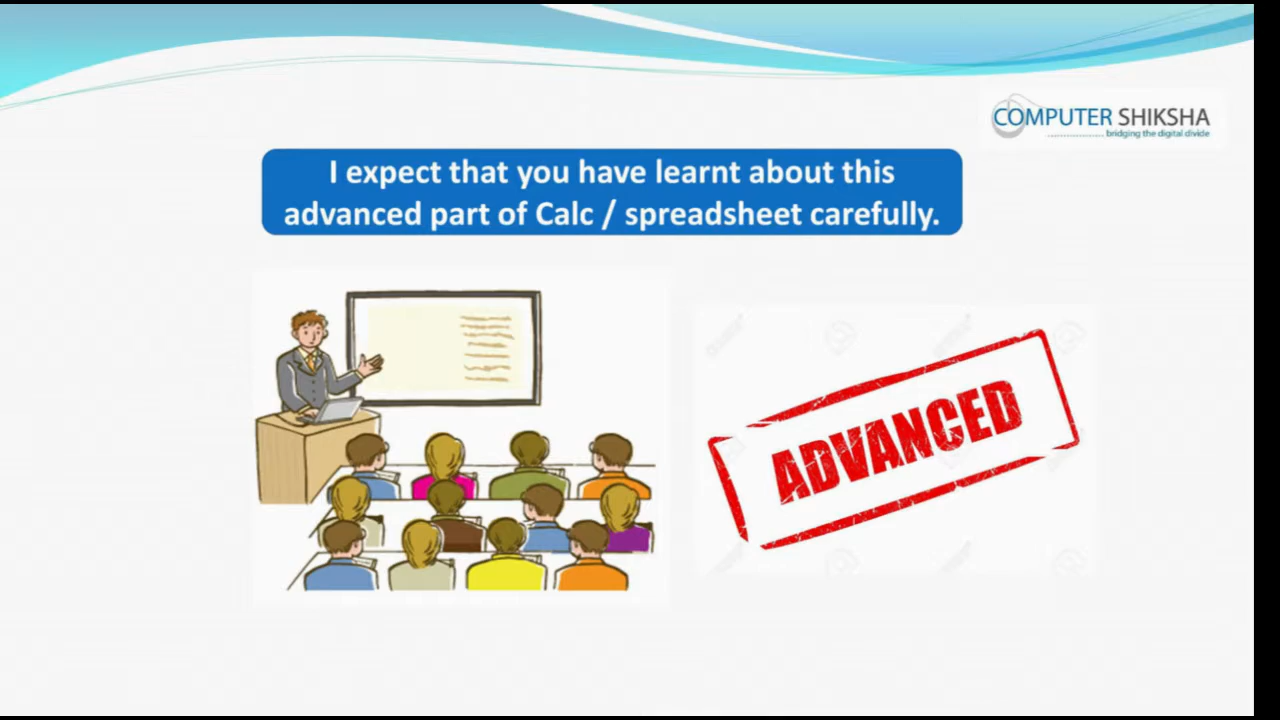 COMPUTER SHIKSHA
bridging the digital divide
I expect that you have learnt about this
advanced part of Calc / spreadsheet carefully.
ADVANCED